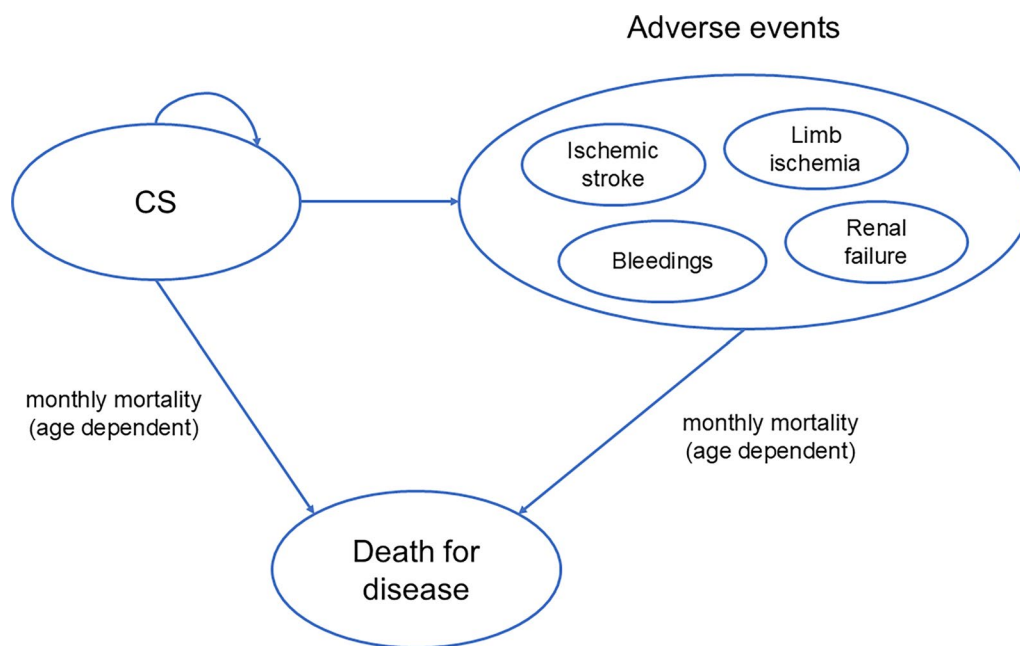 Adverse events
CS
Ischemic
stroke
Limb
ischemia
Bleedings
Renal
failure
monthly mortality
(age dependent)
monthly mortality
(age dependent)
Death for
disease